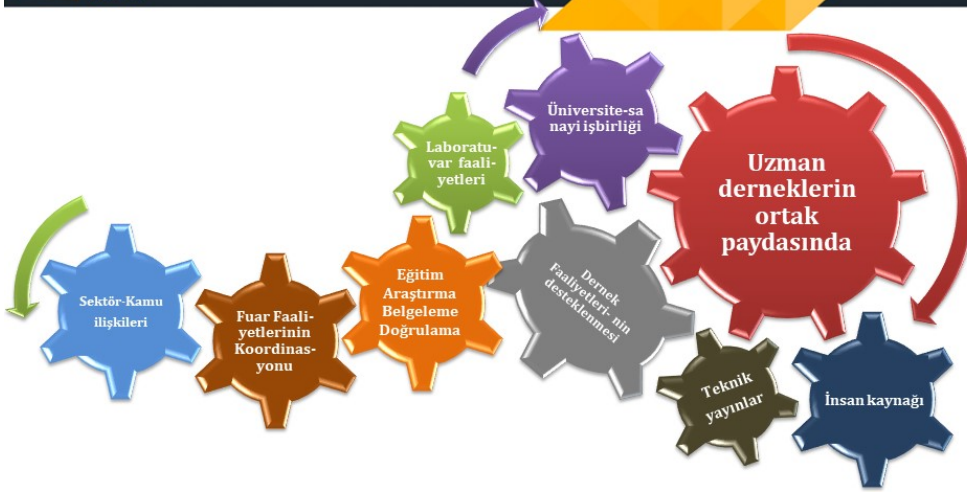 Üniversite-sa
nayi işbirliği
Laboratu-
var faali-
yetleri
Uzman
derneklerin
ortak
paydasında
Sektör-Kamu
ilişkileri
Fuar Faali-
yetlerinin
Koordinas-
yonu
Eğitim
Araştırma
Belgeleme
Doğrulama
Dernek
Faaliyetleri- nin
desteklenmesi
Teknik
yayınlar
İnsan kaynağı